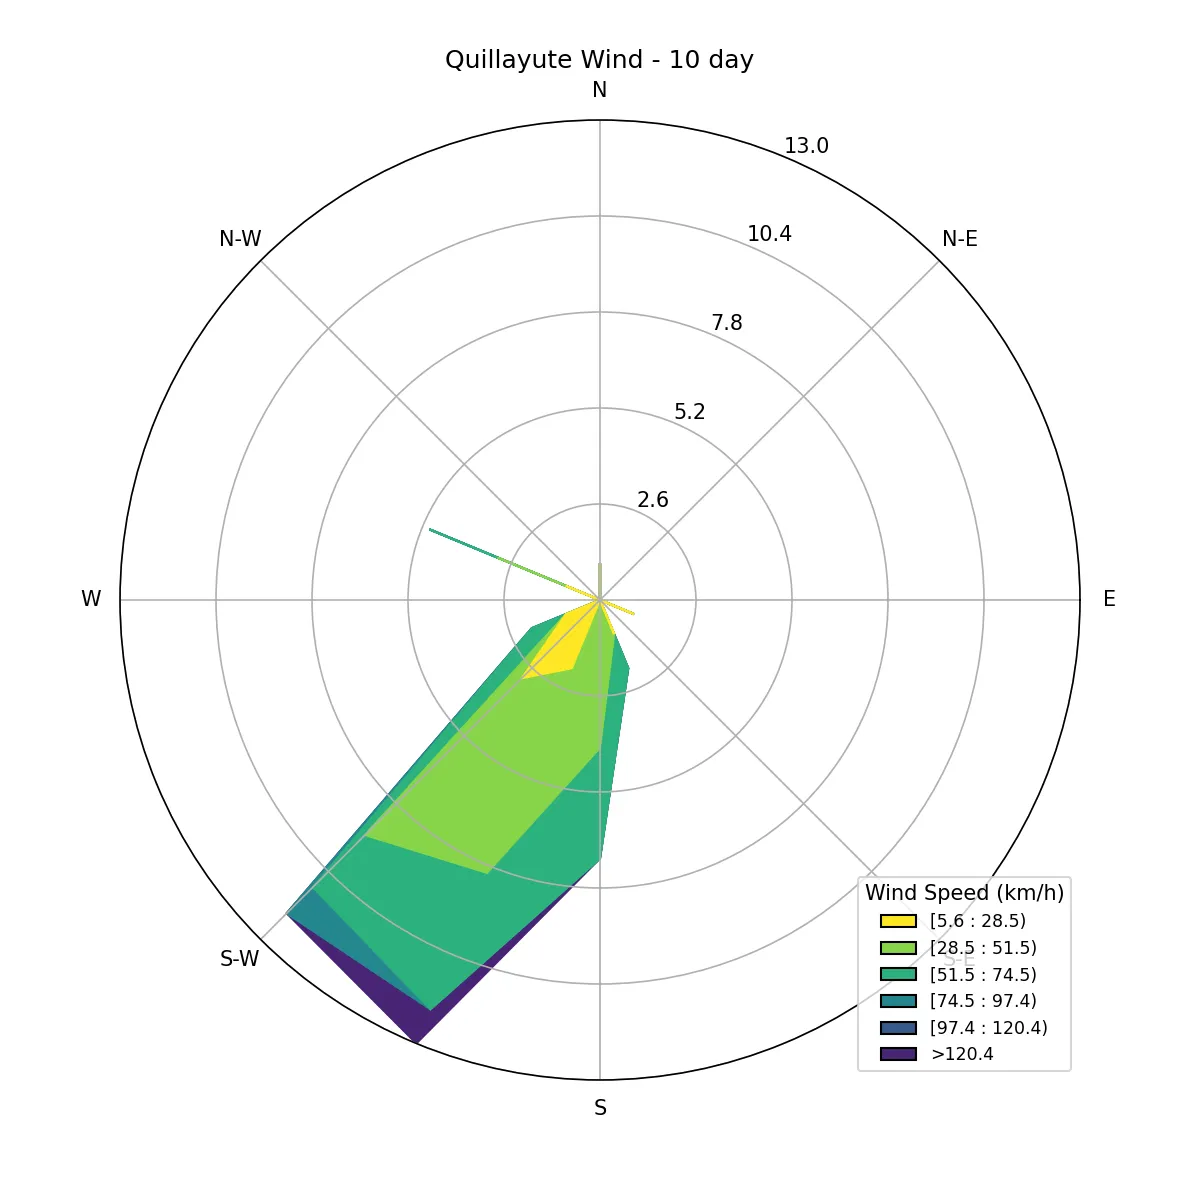 Quillayute Wind - 10 day
N
13.0
N-W
N-E
10.4
7.8
5.2
2.6
W
E
S-W
S-E
Wind Speed (km/h)
[5.6 : 28.5)
[28.5 : 51.5)
[51.5 : 74.5)
[74.5 : 97.4)
[97.4 : 120.4)
>120.4
S